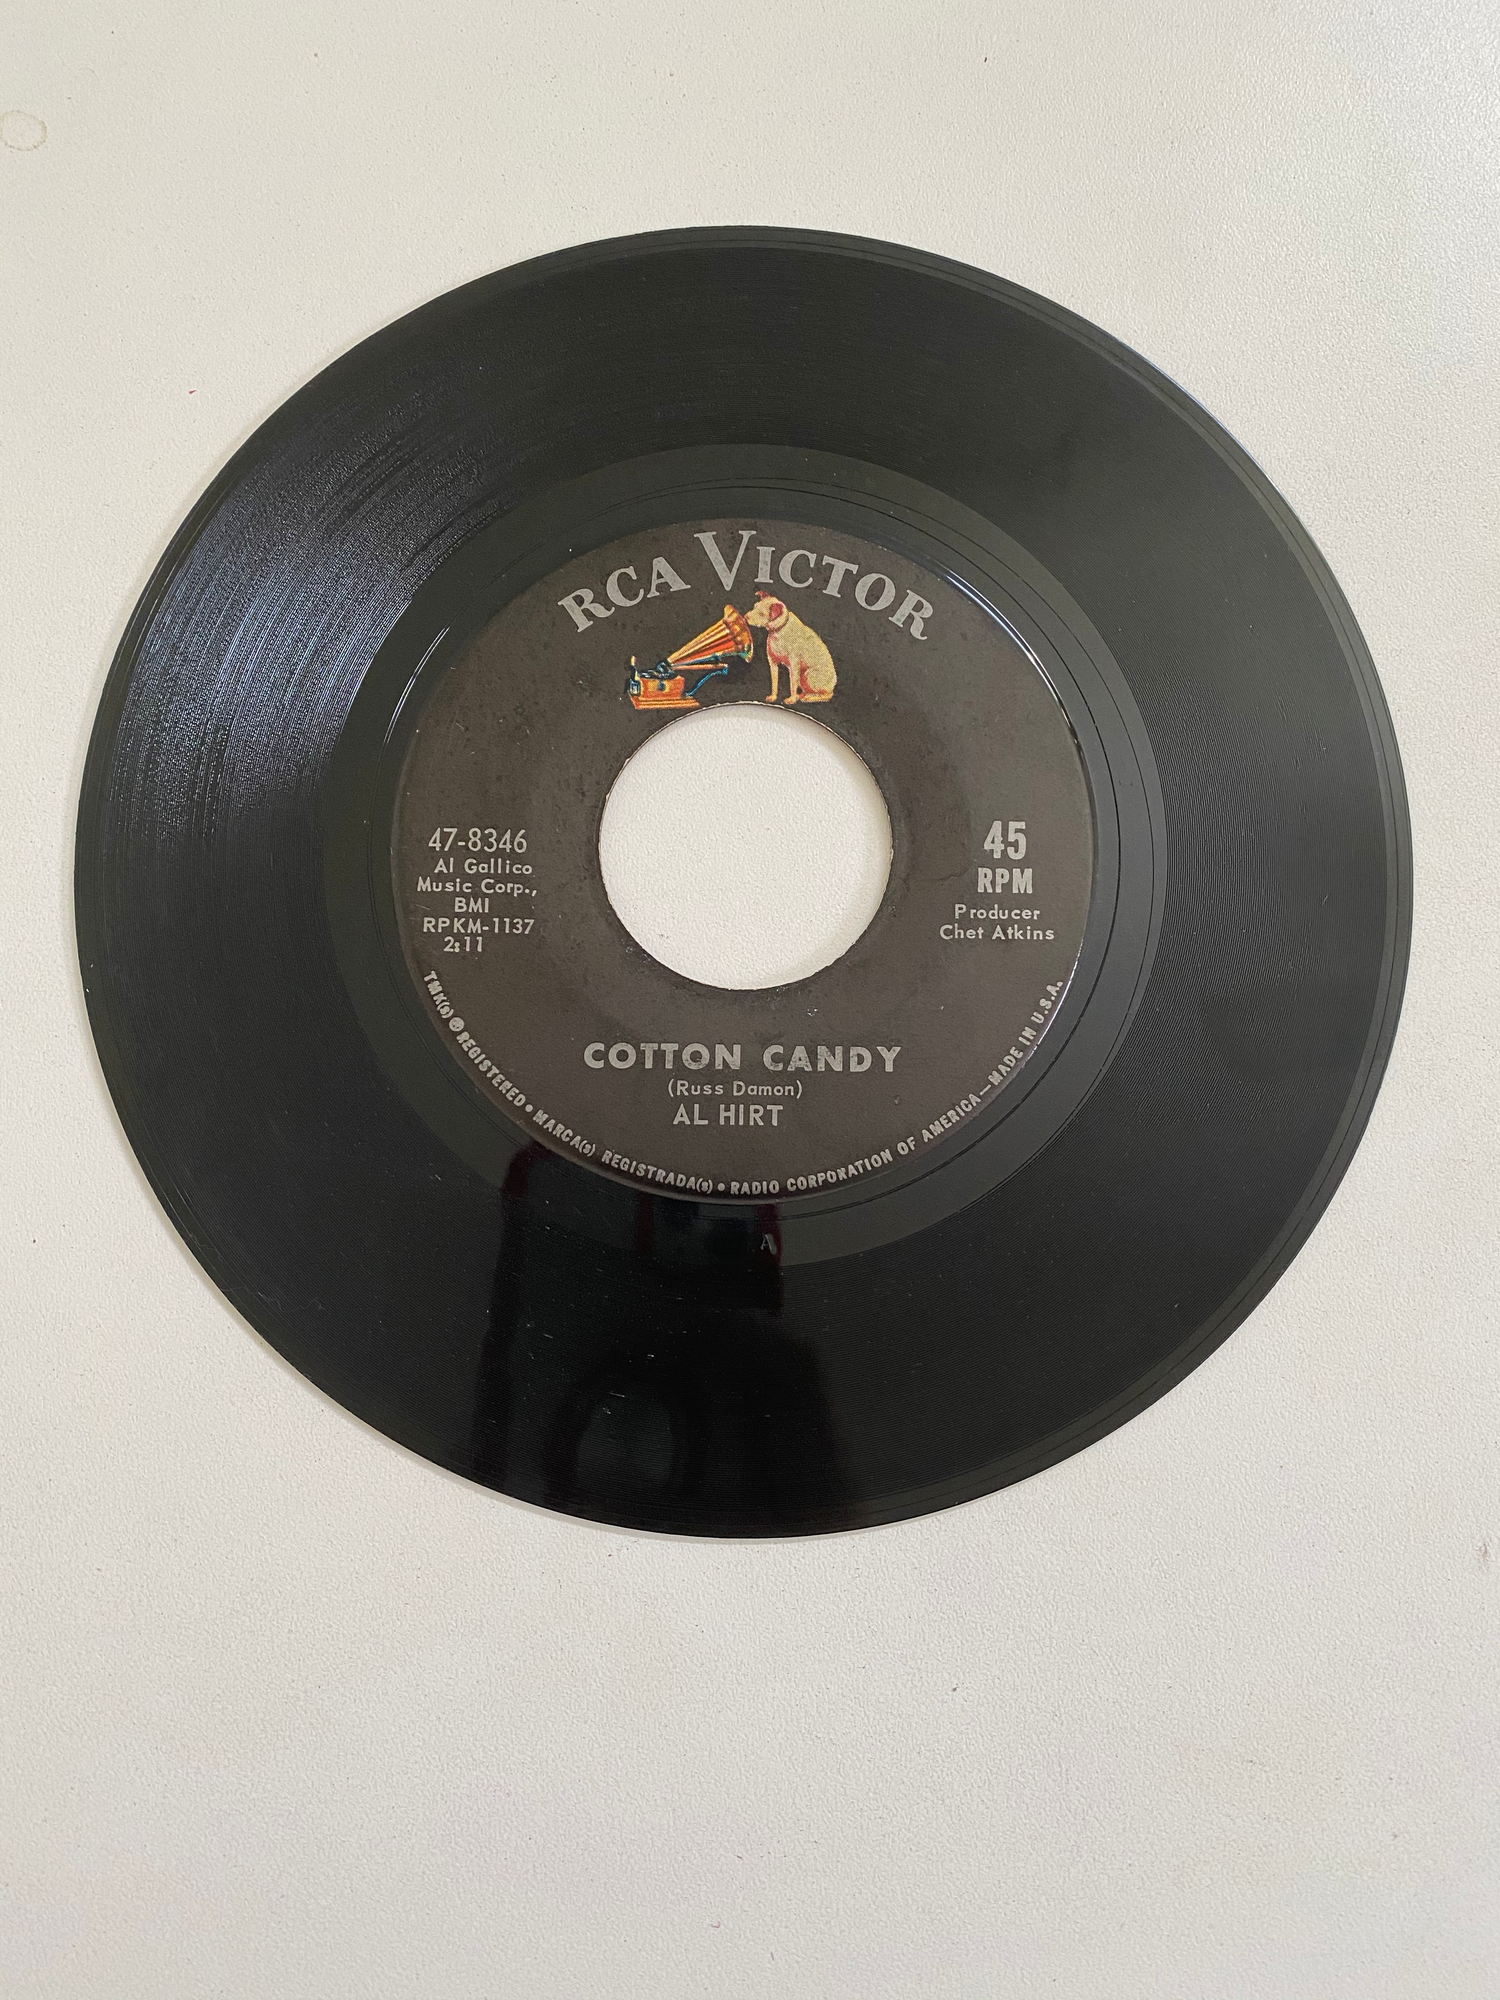 RCA VICTOR
47-8346
Al Gallico
Music Corp.,
BMI
RPKM-1137
2:11
45
RPM
Producer
Chet Atkins
COTTON CANDY
(Russ Damon)
AL HIRT
TMK(s) ® REGISTERED • MARCA(s) REGISTRADA(s) • RADIO CORPORATION OF AMERICA—MADE IN U.S.A.
A